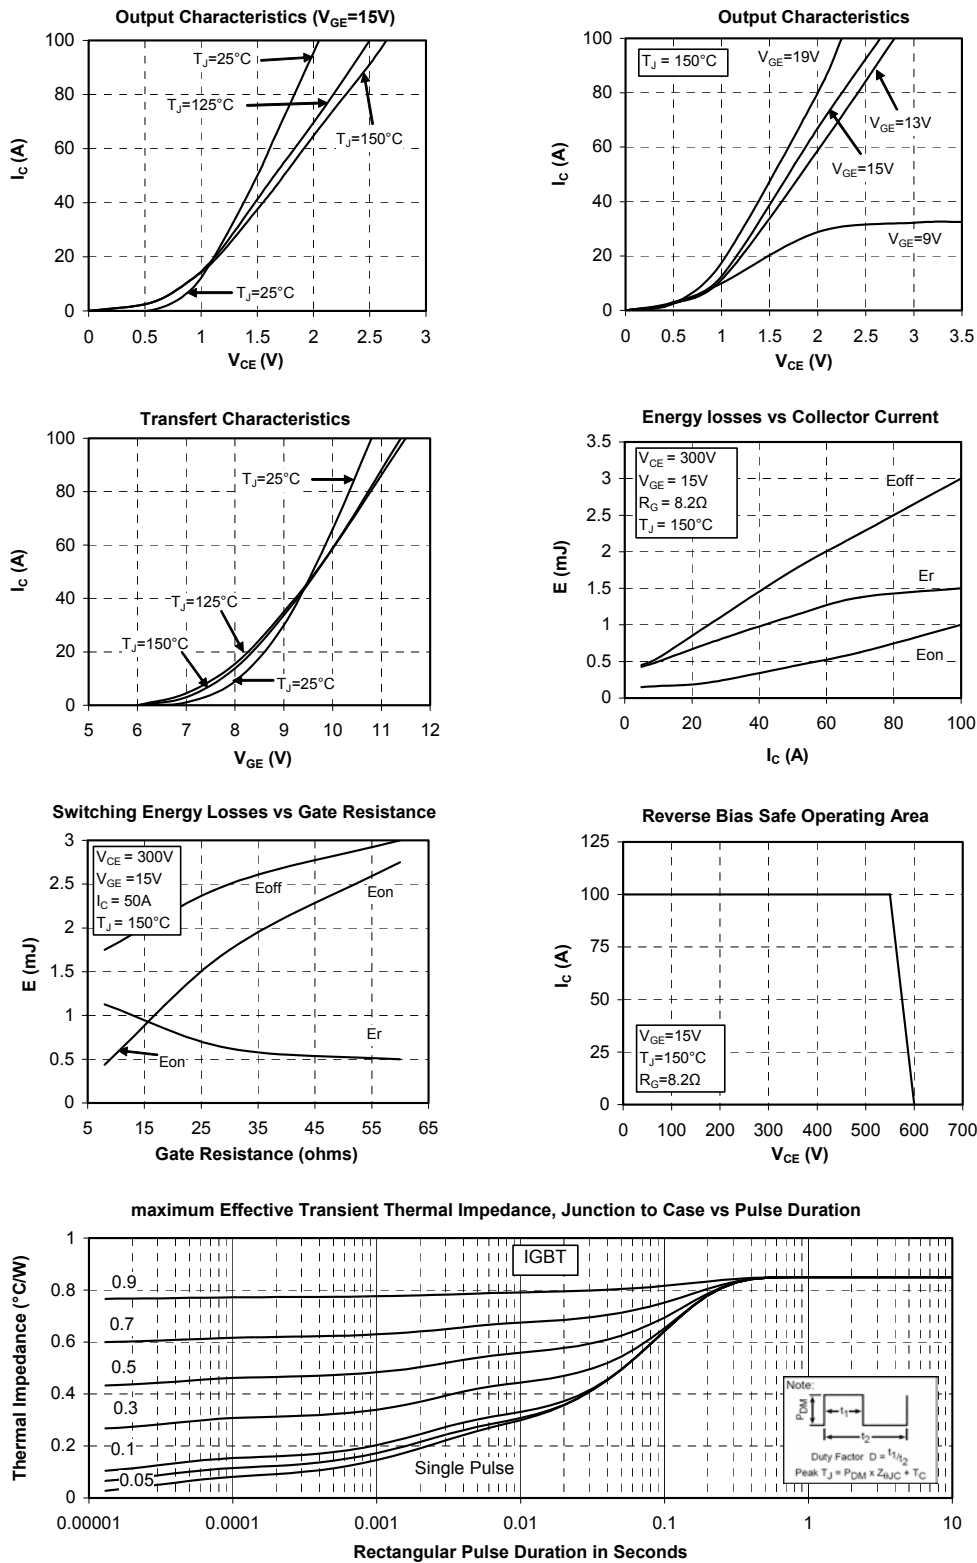 Output Characteristics (VGE=15V)
100
80
60
40
20
0
IC (A)
TJ=25°C
TJ=125°C
TJ=150°C
TJ=25°C
0 0.5 1 1.5 2 2.5 3
VCE (V)
Output Characteristics
100
80
60
40
20
0
IC (A)
TJ = 150°C
VGE=19V
VGE=13V
VGE=15V
VGE=9V
0 0.5 1 1.5 2 2.5 3 3.5
VCE (V)
Transfert Characteristics
100
80
60
40
20
0
IC (A)
TJ=25°C
TJ=125°C
TJ=150°C
TJ=25°C
5 6 7 8 9 10 11 12
VGE (V)
Energy losses vs Collector Current
3.5
3
2.5
2
1.5
1
0.5
0
E (mJ)
VCE = 300V
VGE = 15V
RG = 8.2Ω
TJ = 150°C
Eoff
Er
Eon
0 20 40 60 80 100
IC (A)
Switching Energy Losses vs Gate Resistance
3
2.5
2
1.5
1
0.5
0
E (mJ)
VCE = 300V
VGE =15V
IC = 50A
TJ = 150°C
Eoff
Eon
Er
Eon
5 15 25 35 45 55 65
Gate Resistance (ohms)
Reverse Bias Safe Operating Area
125
100
75
50
25
0
IC (A)
VGE=15V
TJ=150°C
RG=8.2Ω
0 100 200 300 400 500 600 700
VCE (V)
maximum Effective Transient Thermal Impedance, Junction to Case vs Pulse Duration
1
0.8
0.6
0.4
0.2
0
Thermal Impedance (°C/W)
IGBT
0.9
0.7
0.5
0.3
0.1
0.05
Single Pulse
Note:
PDM
t1
t2
Duty Factor D = t1/t2
Peak TJ = PDM x ZθJC + TC
0.00001 0.0001 0.001 0.01 0.1 1 10
Rectangular Pulse Duration in Seconds